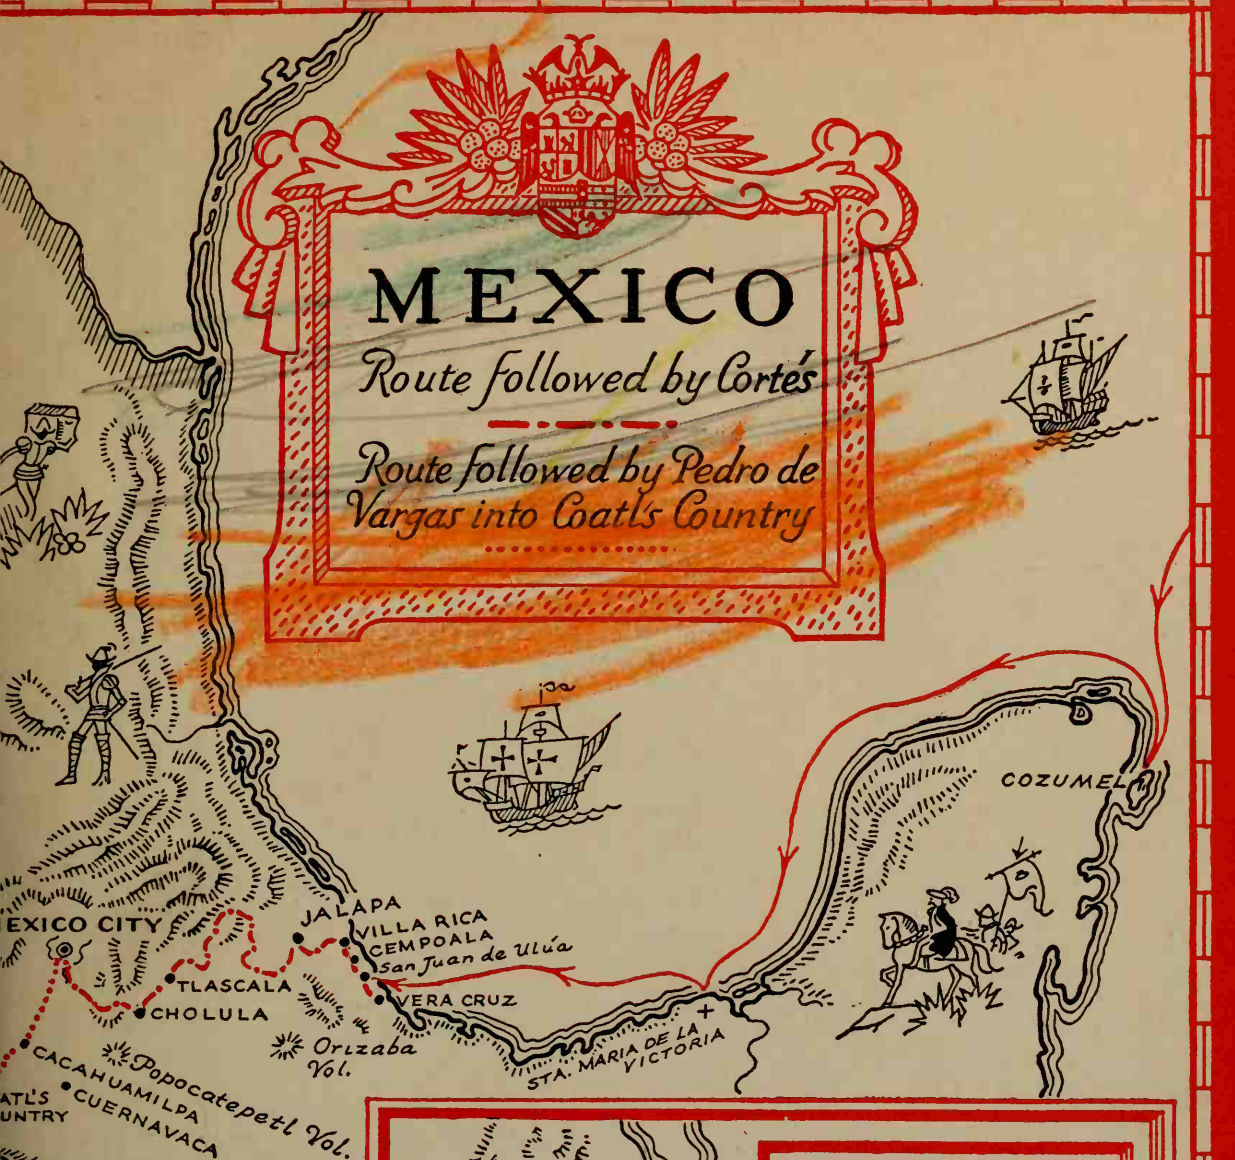 MEXICO
Route followed by Cortés
Route followed by Pedro de
Vargas into Coatl's Country
COZUMEL
JALAPA
VILLA RICA
CEMPOALA
San Juan de Ulúa
EXICO CITY
TLASCALA
CHOLULA
VERA CRUZ
Orizaba
Vol.
STA. MARIA DE LA
VICTORIA
Popocatepetl Vol.
CACAHUAMILPA
CUERNAVACA
ATL'S
UNTRY